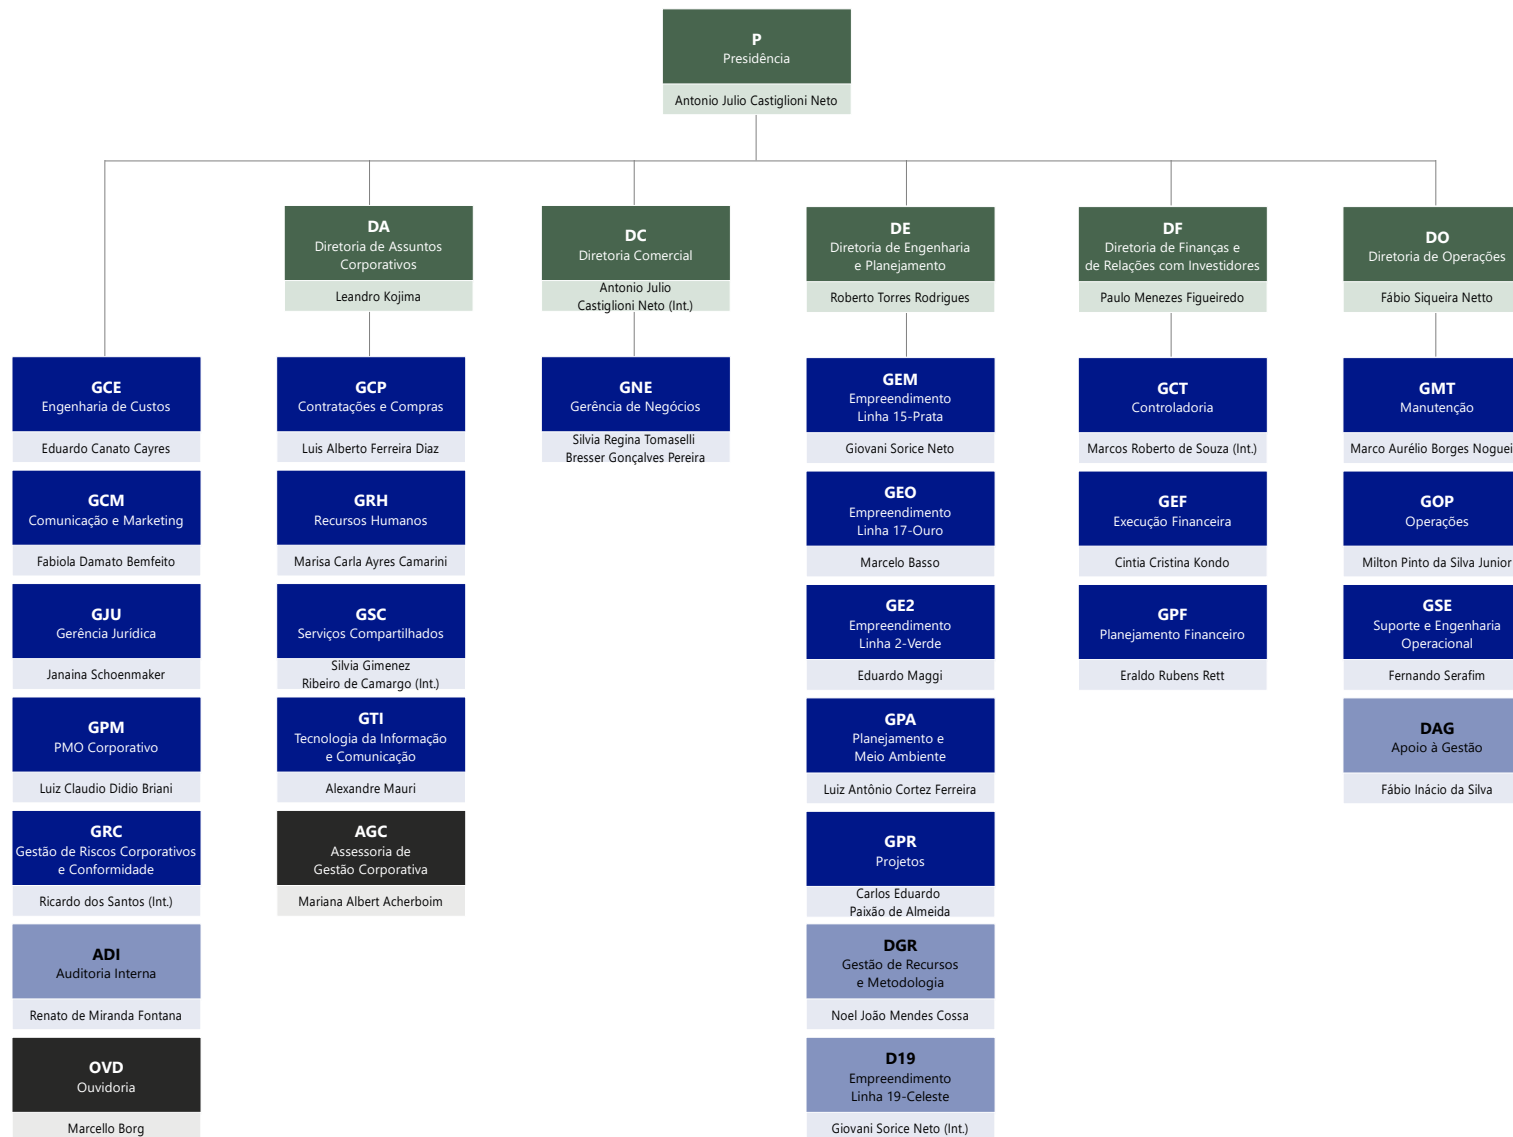 P
Presidência
Antonio Julio Castiglioni Neto
DA
Diretoria de Assuntos
Corporativos
Leandro Kojima
DC
Diretoria Comercial
Antonio Julio
Castiglioni Neto (Int.)
DE
Diretoria de Engenharia
e Planejamento
Roberto Torres Rodrigues
DF
Diretoria de Finanças e
de Relações com Investidores
Paulo Menezes Figueiredo
DO
Diretoria de Operações
Fábio Siqueira Netto
GCE
Engenharia de Custos
Eduardo Canato Cayres
GCM
Comunicação e Marketing
Fabiola Damato Bemfeito
GJU
Gerência Jurídica
Janaina Schoenmaker
GPM
PMO Corporativo
Luiz Claudio Didio Briani
GRC
Gestão de Riscos Corporativos
e Conformidade
Ricardo dos Santos (Int.)
ADI
Auditoria Interna
Renato de Miranda Fontana
OVD
Ouvidoria
Marcello Borg
GCP
Contratações e Compras
Luis Alberto Ferreira Diaz
GRH
Recursos Humanos
Marisa Carla Ayres Camarini
GSC
Serviços Compartilhados
Silvia Gimenez
Ribeiro de Camargo (Int.)
GTI
Tecnologia da Informação
e Comunicação
Alexandre Mauri
AGC
Assessoria de
Gestão Corporativa
Mariana Albert Acherboim
GNE
Gerência de Negócios
Silvia Regina Tomaselli
Bresser Gonçalves Pereira
GEM
Empreendimento
Linha 15-Prata
Giovani Sorice Neto
GEO
Empreendimento
Linha 17-Ouro
Marcelo Basso
GE2
Empreendimento
Linha 2-Verde
Eduardo Maggi
GPA
Planejamento e
Meio Ambiente
Luiz Antônio Cortez Ferreira
GPR
Projetos
Carlos Eduardo
Paixão de Almeida
DGR
Gestão de Recursos
e Metodologia
Noel João Mendes Cossa
D19
Empreendimento
Linha 19-Celeste
Giovani Sorice Neto (Int.)
GCT
Controladoria
Marcos Roberto de Souza (Int.)
GEF
Execução Financeira
Cintia Cristina Kondo
GPF
Planejamento Financeiro
Eraldo Rubens Rett
GMT
Manutenção
Marco Aurélio Borges Noguei
GOP
Operações
Milton Pinto da Silva Junior
GSE
Suporte e Engenharia
Operacional
Fernando Serafim
DAG
Apoio à Gestão
Fábio Inácio da Silva